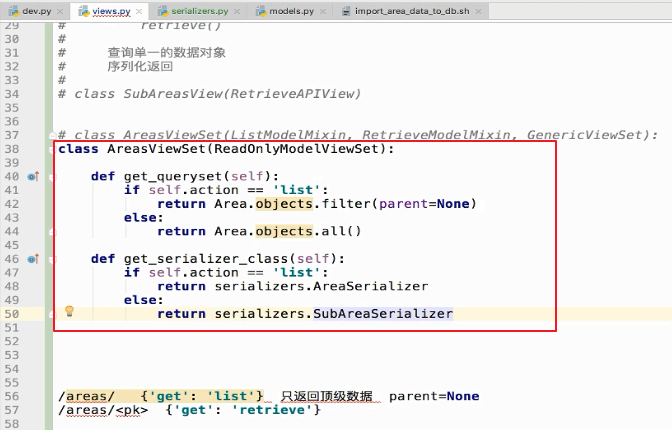 dev.py × views.py × serializers.py × models.py × import_area_data_to_db.sh ×
29 # retrieve()
30 #
31 # 查询单一的数据对象
32 # 序列化返回
33 #
34 # class SubAreasView(RetrieveAPIView)
35
36
37 # class AreasViewSet(ListModelMixin, RetrieveModelMixin, GenericViewSet):
38 class AreasViewSet(ReadOnlyModelViewSet):
39
40 def get_queryset(self):
41 if self.action == 'list':
42 return Area.objects.filter(parent=None)
43 else:
44 return Area.objects.all()
45
46 def get_serializer_class(self):
47 if self.action == 'list':
48 return serializers.AreaSerializer
49 else:
50 return serializers.SubAreaSerializer
51
52
53
54
55
56 /areas/ {'get': 'list'} 只返回顶级数据 parent=None
57 /areas/<pk> {'get': 'retrieve'}
58